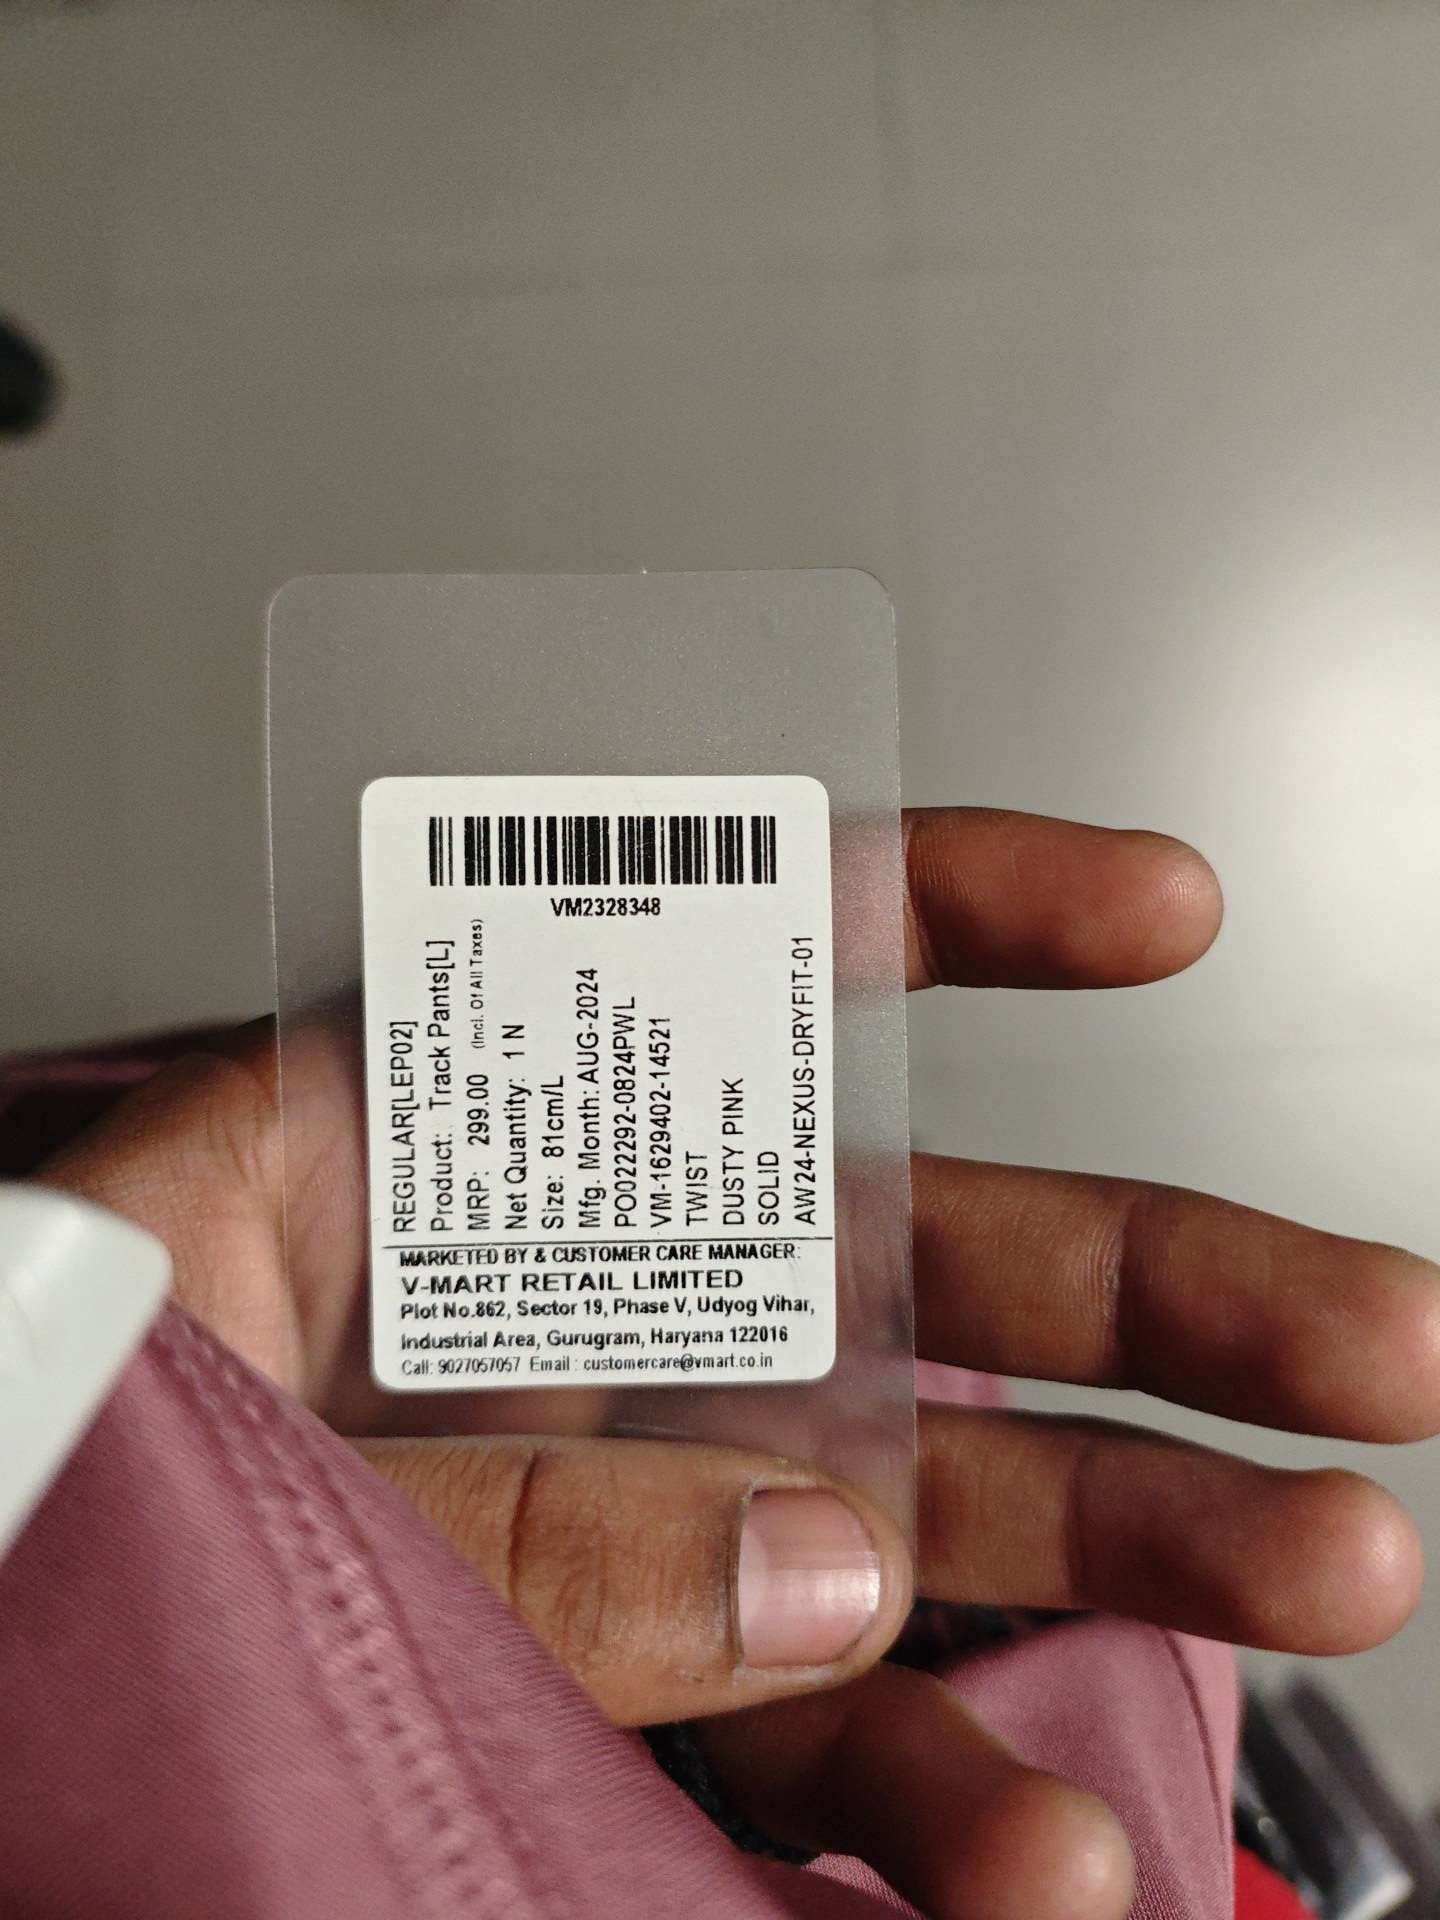 VM2328348
REGULAR[LEP02]
Product: Track Pants[L]
MRP: 299.00 (Incl. Of All Taxes)
Net Quantity: 1 N
Size: 81cm/L
Mfg. Month: AUG-2024
PO022292-0824PWL
VM-1629402-14521
TWIST
DUSTY PINK
SOLID
AW24-NEXUS-DRYFIT-01
MARKETED BY & CUSTOMER CARE MANAGER:
V-MART RETAIL LIMITED
Plot No.862, Sector 19, Phase V, Udyog Vihar,
Industrial Area, Gurugram, Haryana 122016
Call: 9027057057 Email : customercare@vmart.co.in